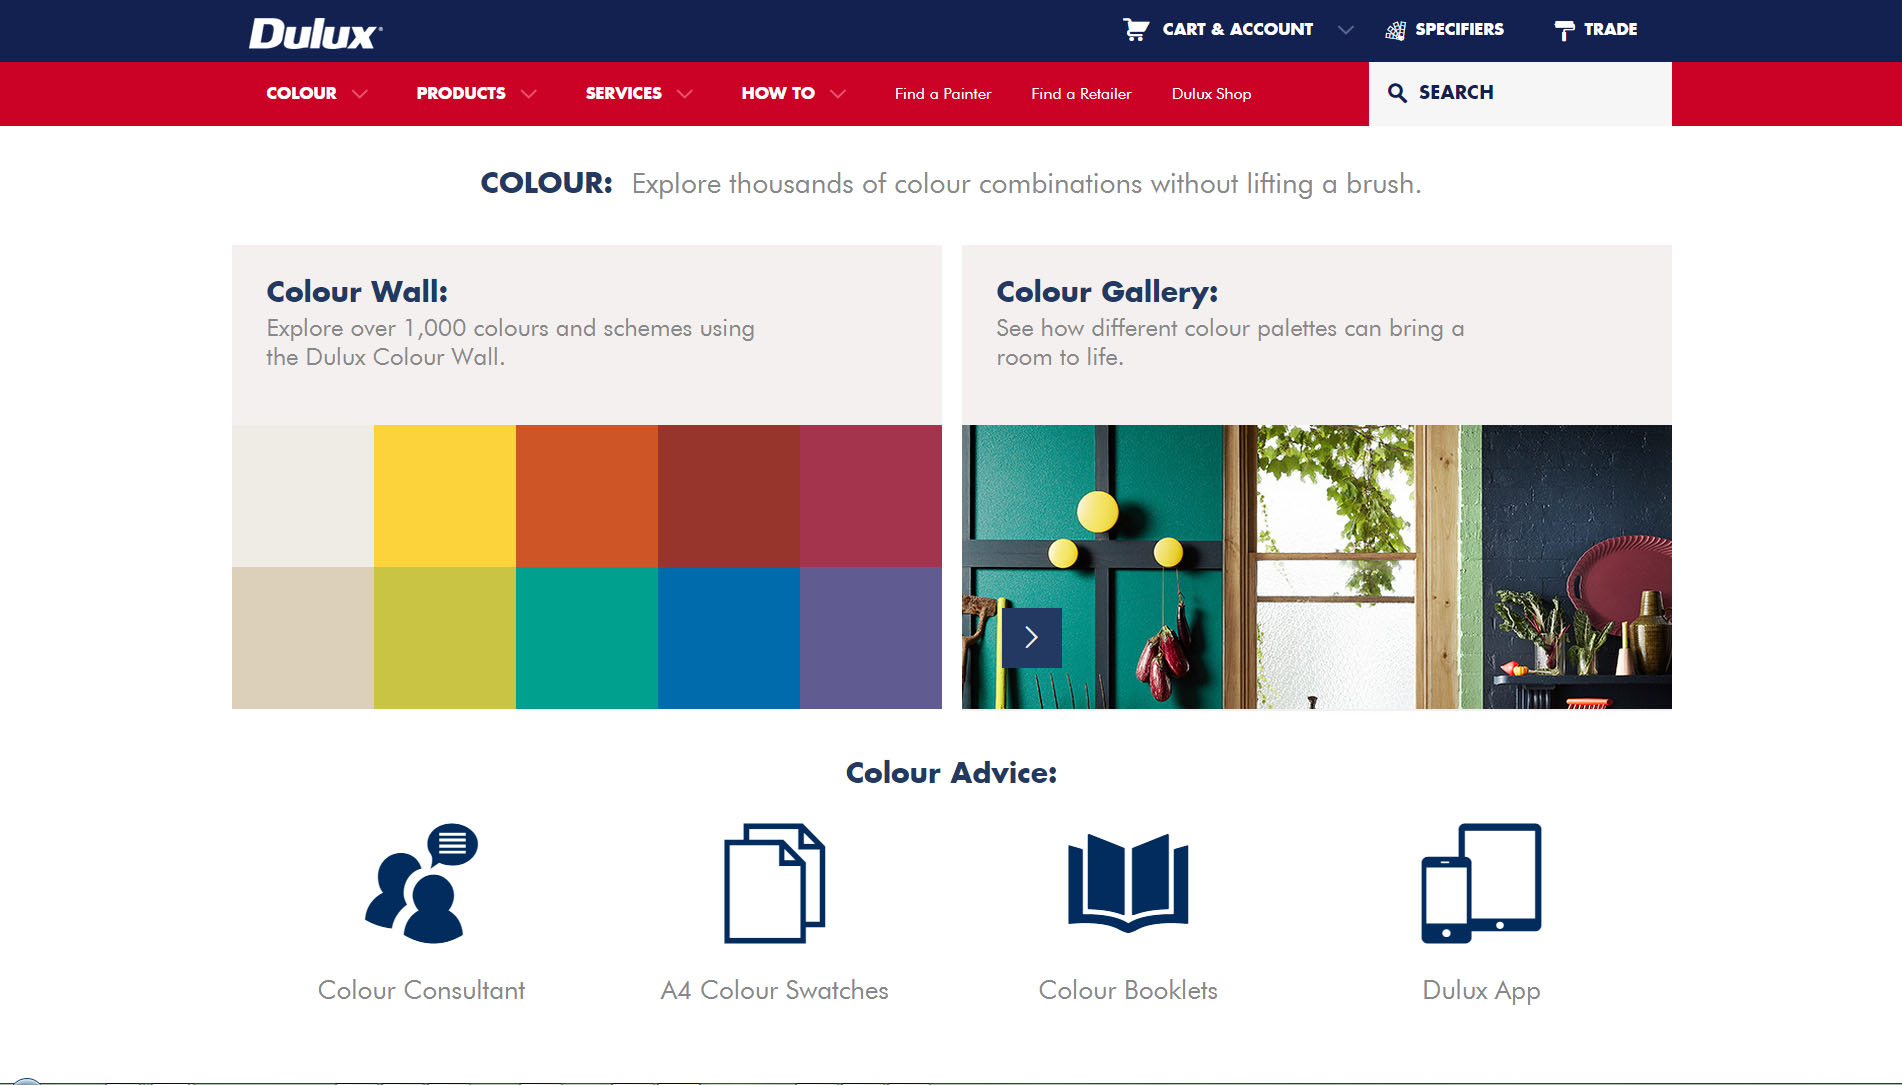 Dulux
CART & ACCOUNT
SPECIFIERS
TRADE
COLOUR
PRODUCTS
SERVICES
HOW TO
Find a Painter
Find a Retailer
Dulux Shop
SEARCH
COLOUR: Explore thousands of colour combinations without lifting a brush.
Colour Wall:
Explore over 1,000 colours and schemes using
the Dulux Colour Wall.
Colour Gallery:
See how different colour palettes can bring a
room to life.
Colour Advice:
Colour Consultant
A4 Colour Swatches
Colour Booklets
Dulux App